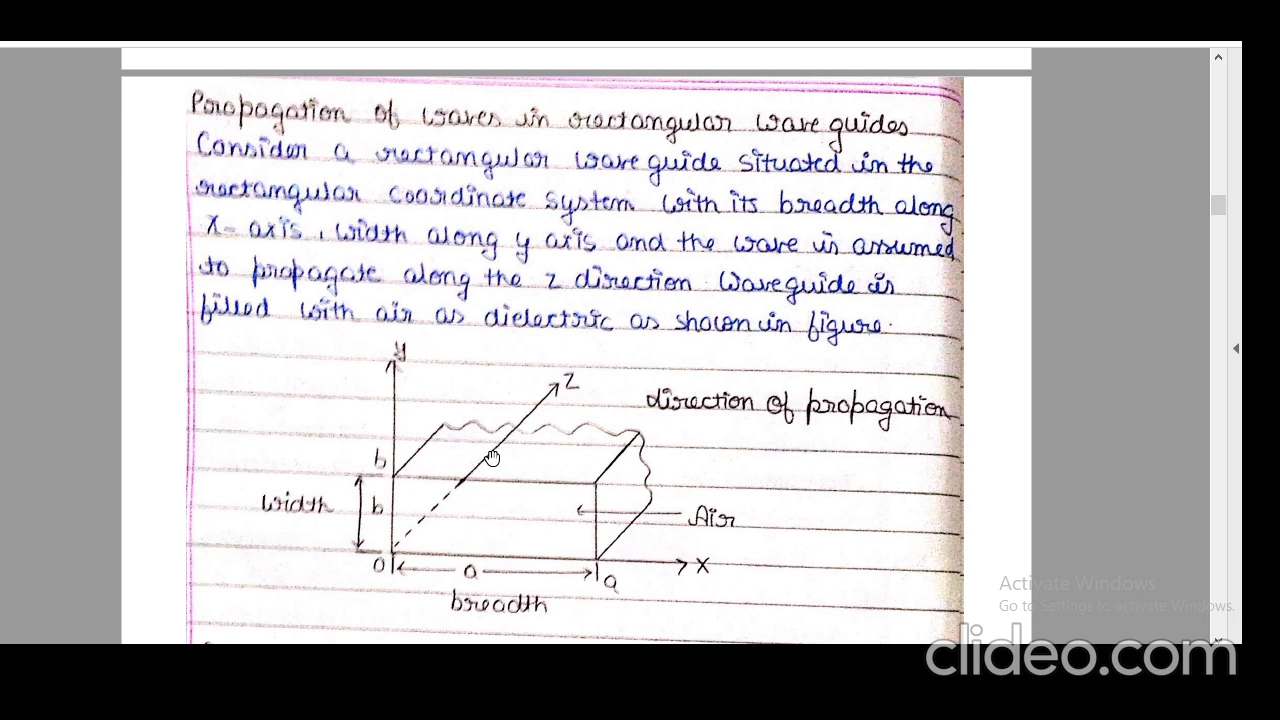 Propagation of waves in rectangular wave guides
Consider a rectangular wave guide situated in the
rectangular coordinate system with its breadth along
X- axis, width along y axis and the wave is assumed
to propagate along the z direction. Waveguide is
filled with air as dielectric as shown in figure.
y
z
direction of propagation
b
width
b
Air
0
a
a
X
breadth
Activate Windows
Go to Settings to activate Windows.
clideo.com